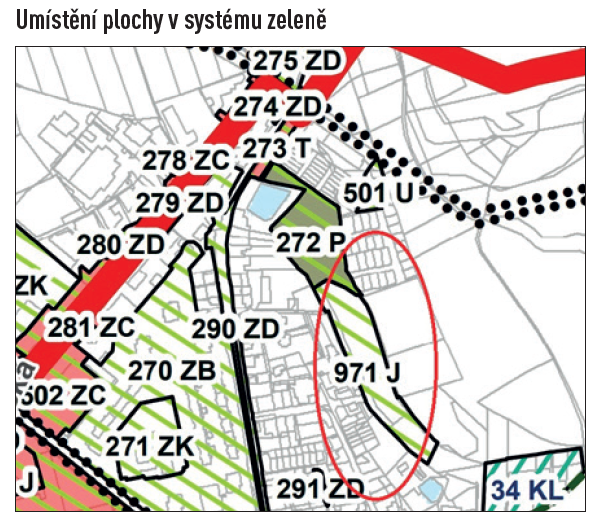 Umístění plochy v systému zeleně
275 ZD
274 ZD
273 T
278 ZC
501 U
279 ZD
272 P
280 ZD
ZK
281 ZC
290 ZD
270 ZB
971 J
502 ZC
271 ZK
J
291 ZD
34 KL